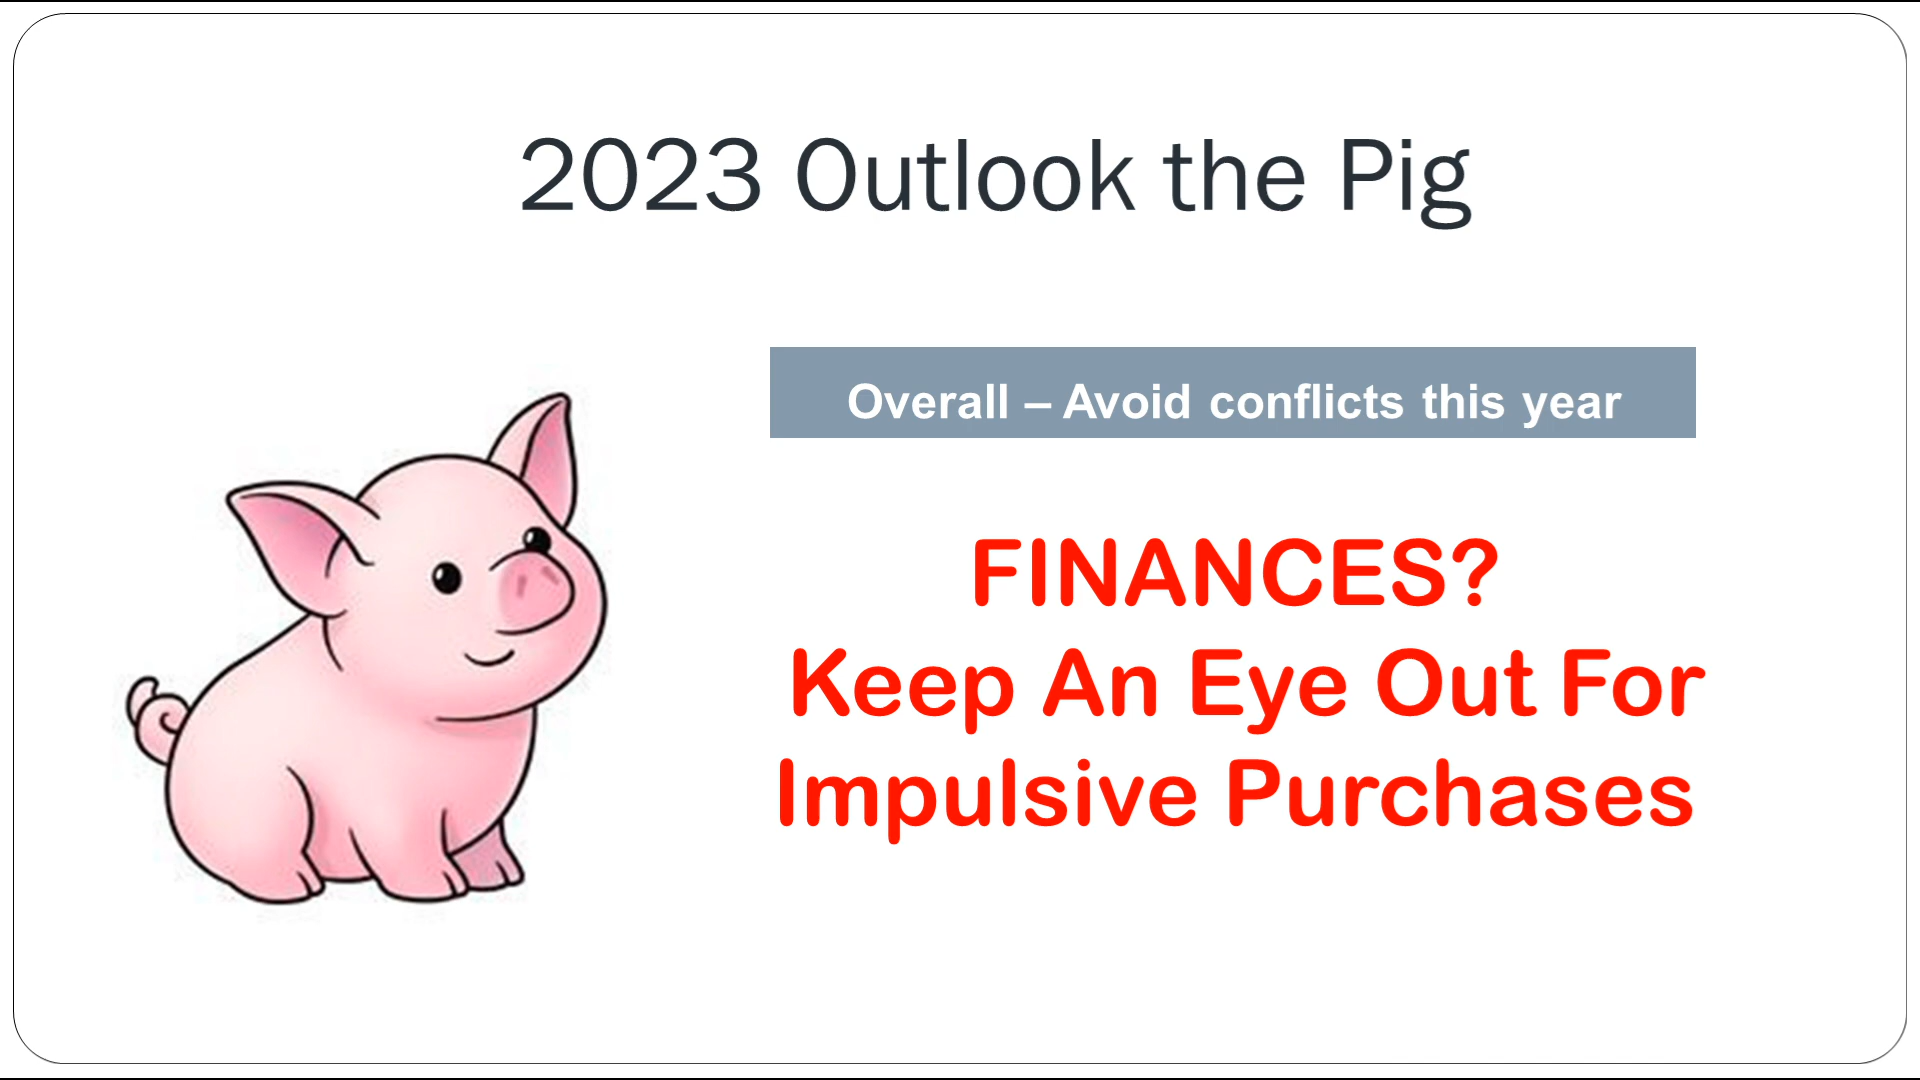 2023 Outlook the Pig
Overall – Avoid conflicts this year
FINANCES?
Keep An Eye Out For
Impulsive Purchases